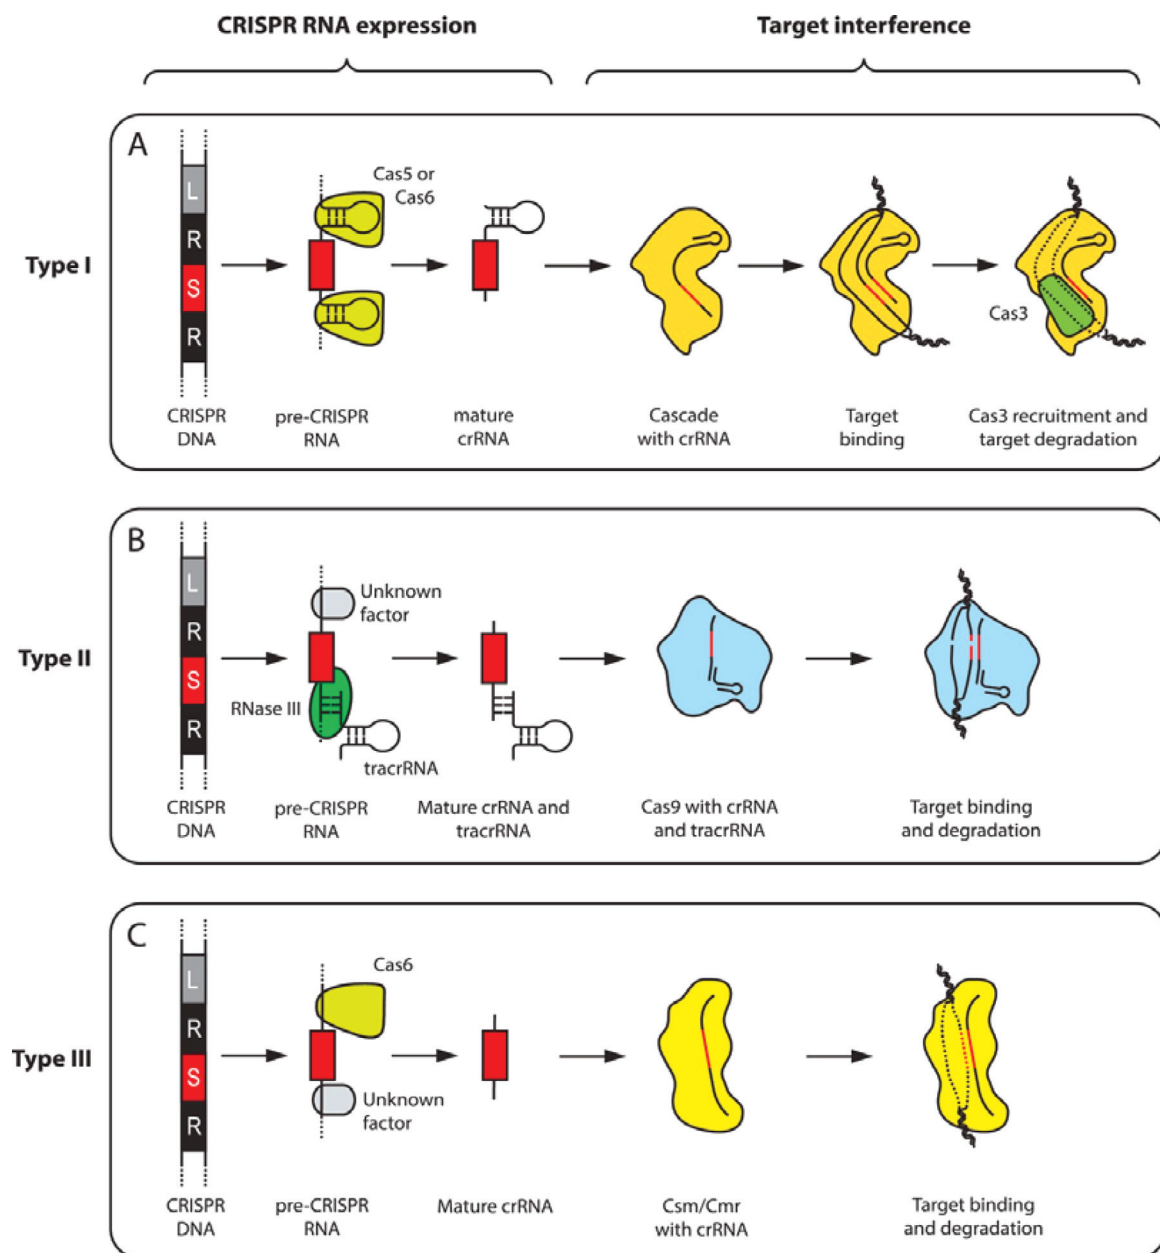 CRISPR RNA expression
Target interference
A
Type I
L
R
S
R
Cas5 or
Cas6
Cas3
CRISPR
DNA
pre-CRISPR
RNA
mature
crRNA
Cascade
with crRNA
Target
binding
Cas3 recruitment and
target degradation
B
Type II
L
R
S
R
Unknown
factor
RNase III
tracrRNA
CRISPR
DNA
pre-CRISPR
RNA
Mature crRNA and
tracrRNA
Cas9 with crRNA
and tracrRNA
Target binding
and degradation
C
Type III
L
R
S
R
Cas6
Unknown
factor
CRISPR
DNA
pre-CRISPR
RNA
Mature crRNA
Csm/Cmr
with crRNA
Target binding
and degradation